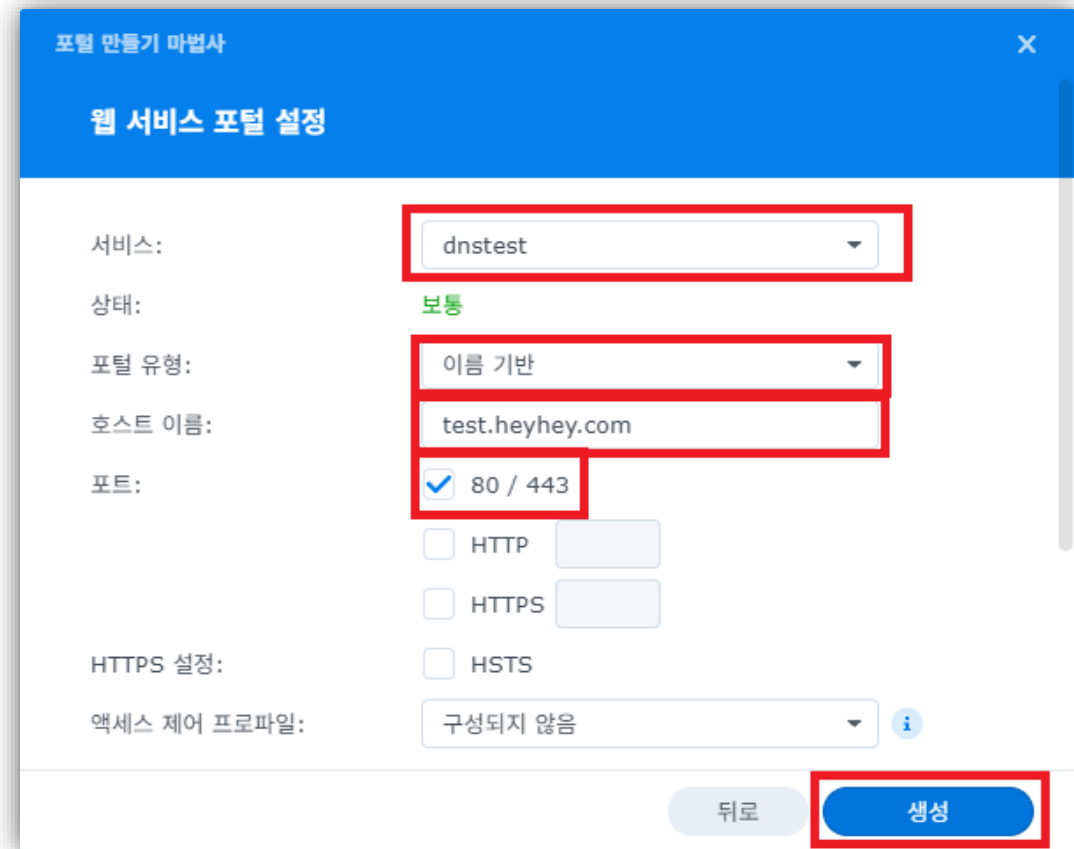 포털 만들기 마법사
웹 서비스 포털 설정
서비스: dnstest
상태: 보통
포털 유형: 이름 기반
호스트 이름: test.heyhey.com
포트: 80 / 443
HTTP
HTTPS
HTTPS 설정: HSTS
액세스 제어 프로파일: 구성되지 않음
뒤로 생성